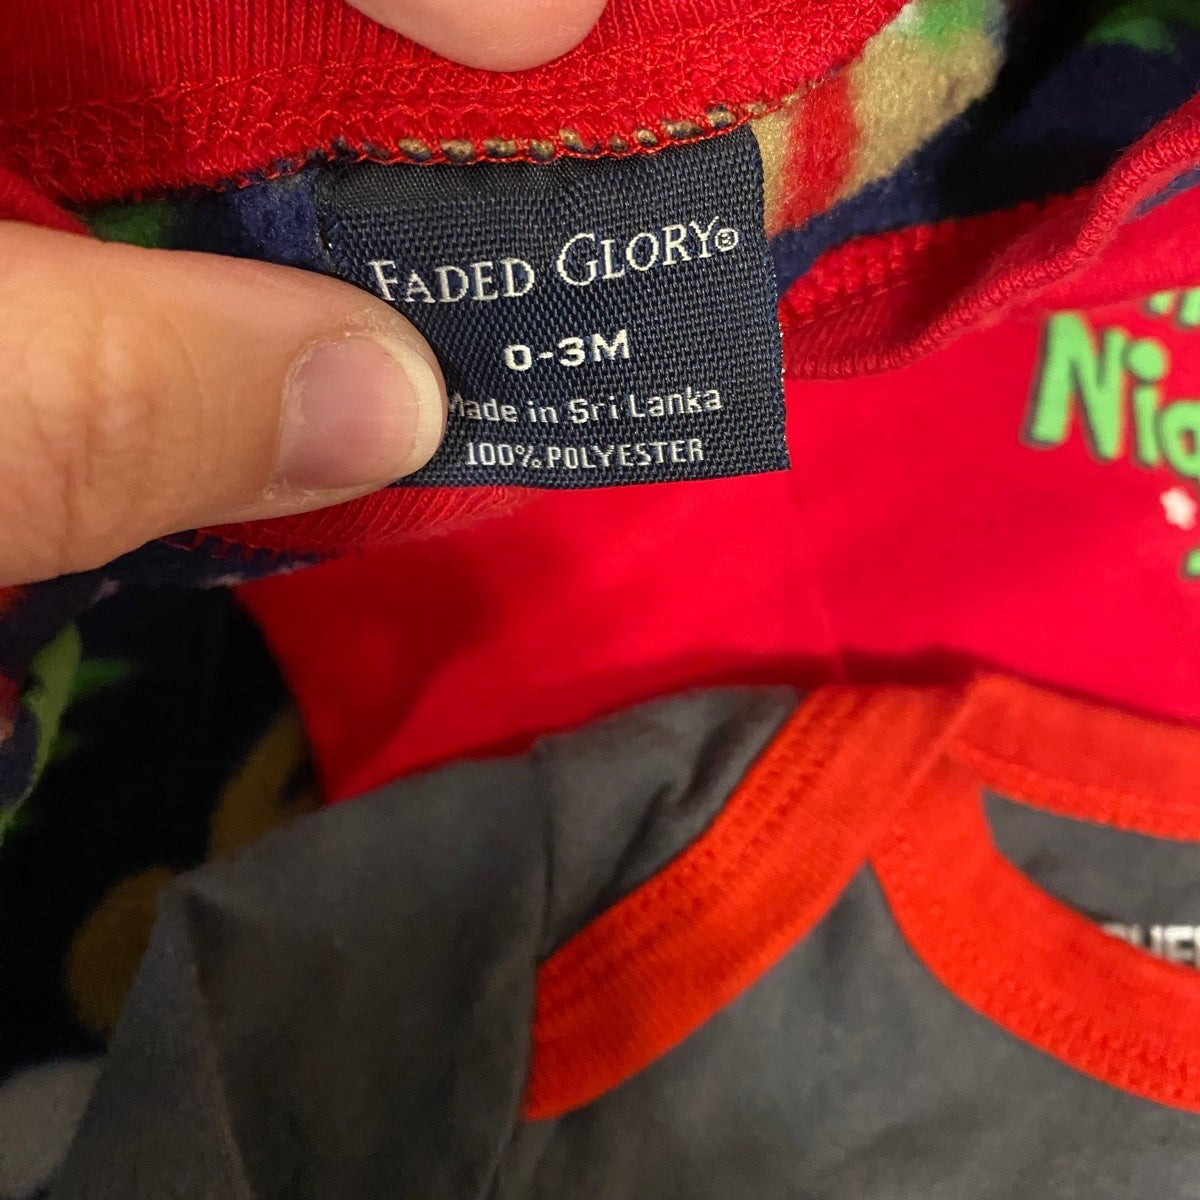 FADED GLORY®
0-3M
Made in Sri Lanka
100% POLYESTER